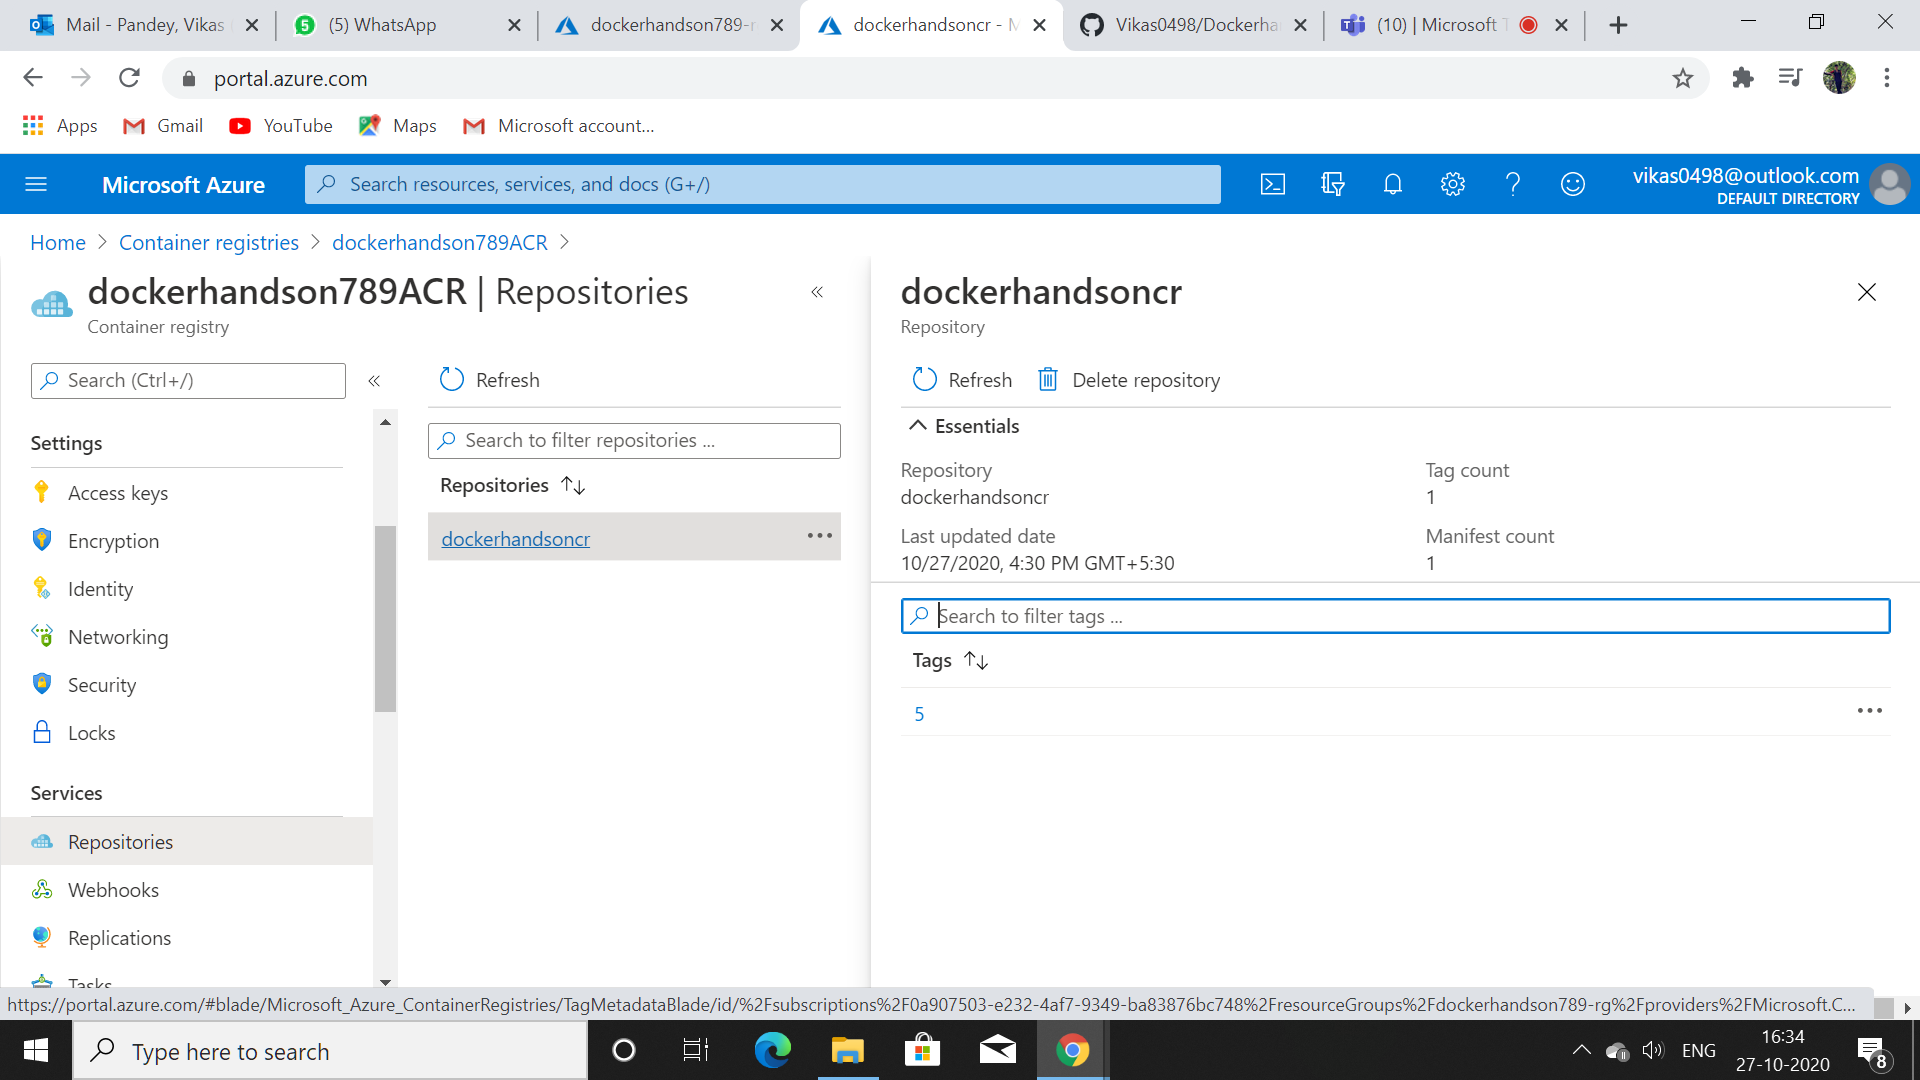 Mail - Pandey, Vikas
5 (5) WhatsApp
dockerhandson789-r
dockerhandsoncr - M
Vikas0498/Dockerha
(10) | Microsoft T
portal.azure.com
Apps
Gmail
YouTube
Maps
Microsoft account...
Microsoft Azure
Search resources, services, and docs (G+/)
vikas0498@outlook.com
DEFAULT DIRECTORY
Home > Container registries > dockerhandson789ACR >
dockerhandson789ACR | Repositories
Container registry
Search (Ctrl+/)
Settings
Access keys
Encryption
Identity
Networking
Security
Locks
Services
Repositories
Webhooks
Replications
Tasks
Refresh
Search to filter repositories ...
Repositories
dockerhandsoncr
dockerhandsoncr
Repository
Refresh
Delete repository
Essentials
Repository
dockerhandsoncr
Tag count
1
Last updated date
10/27/2020, 4:30 PM GMT+5:30
Manifest count
1
Search to filter tags ...
Tags
5
https://portal.azure.com/#blade/Microsoft_Azure_ContainerRegistries/TagMetadataBlade/id/%2Fsubscriptions%2F0a907503-e232-4af7-9349-ba83876bc748%2FresourceGroups%2Fdockerhandson789-rg%2Fproviders%2FMicrosoft.C...
Type here to search
ENG
16:34
27-10-2020
8